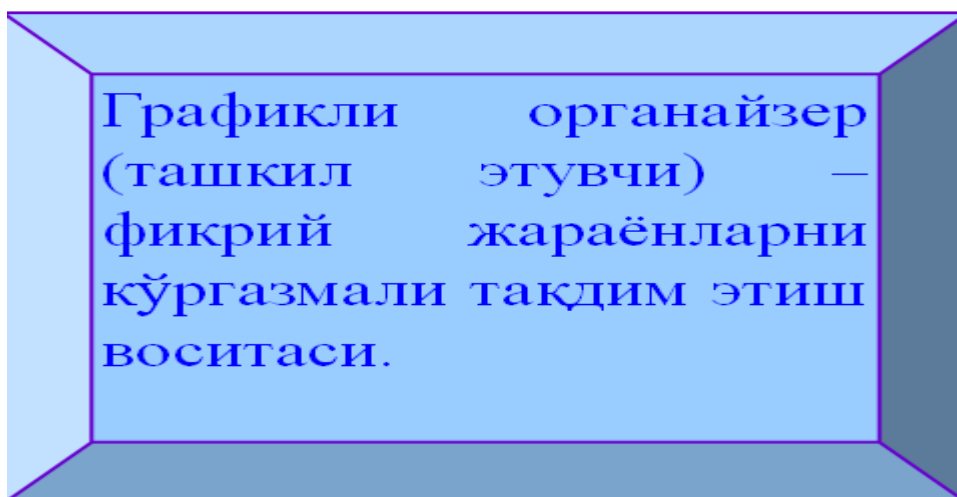 Графикли органайзер
(ташкил этувчи) –
фикрий жараёнларни
кўргазмали тақдим этиш
воситаси.